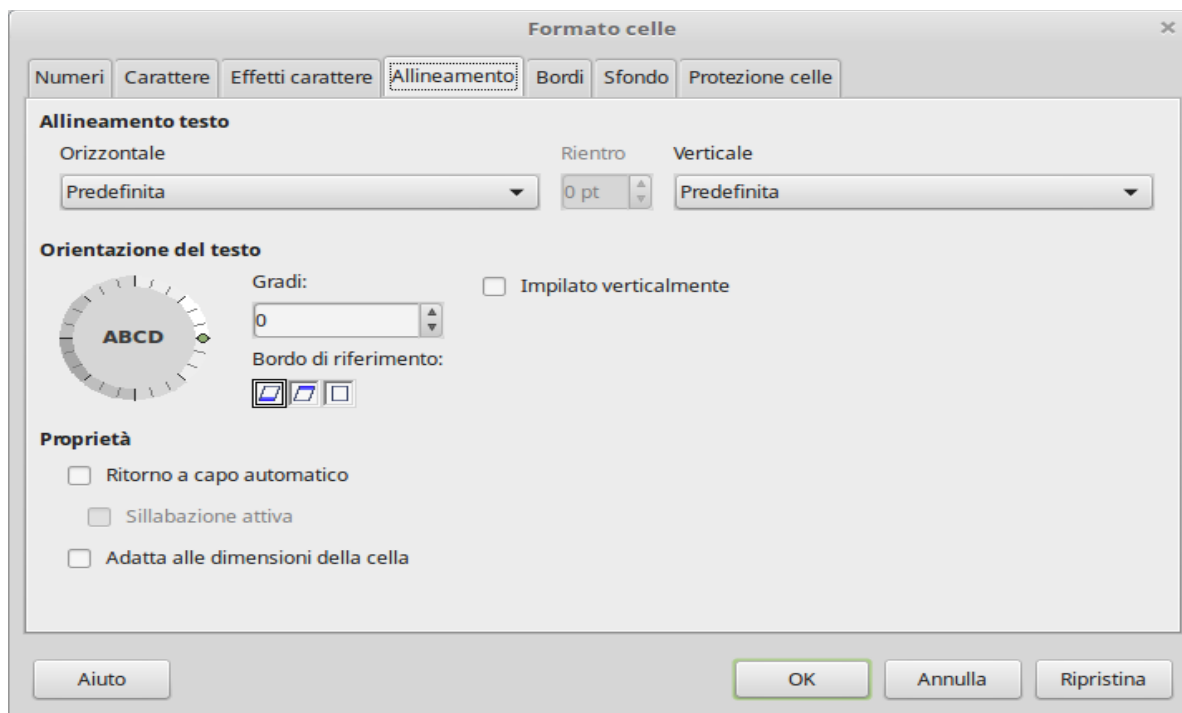 Formato celle
Numeri Carattere Effetti carattere Allineamento Bordi Sfondo Protezione celle
Allineamento testo
Orizzontale Rientro Verticale
Predefinita 0 pt Predefinita
Orientazione del testo
Gradi:
Impilato verticalmente
ABCD
0
Bordo di riferimento:
Proprietà
Ritorno a capo automatico
Sillabazione attiva
Adatta alle dimensioni della cella
Aiuto OK Annulla Ripristina